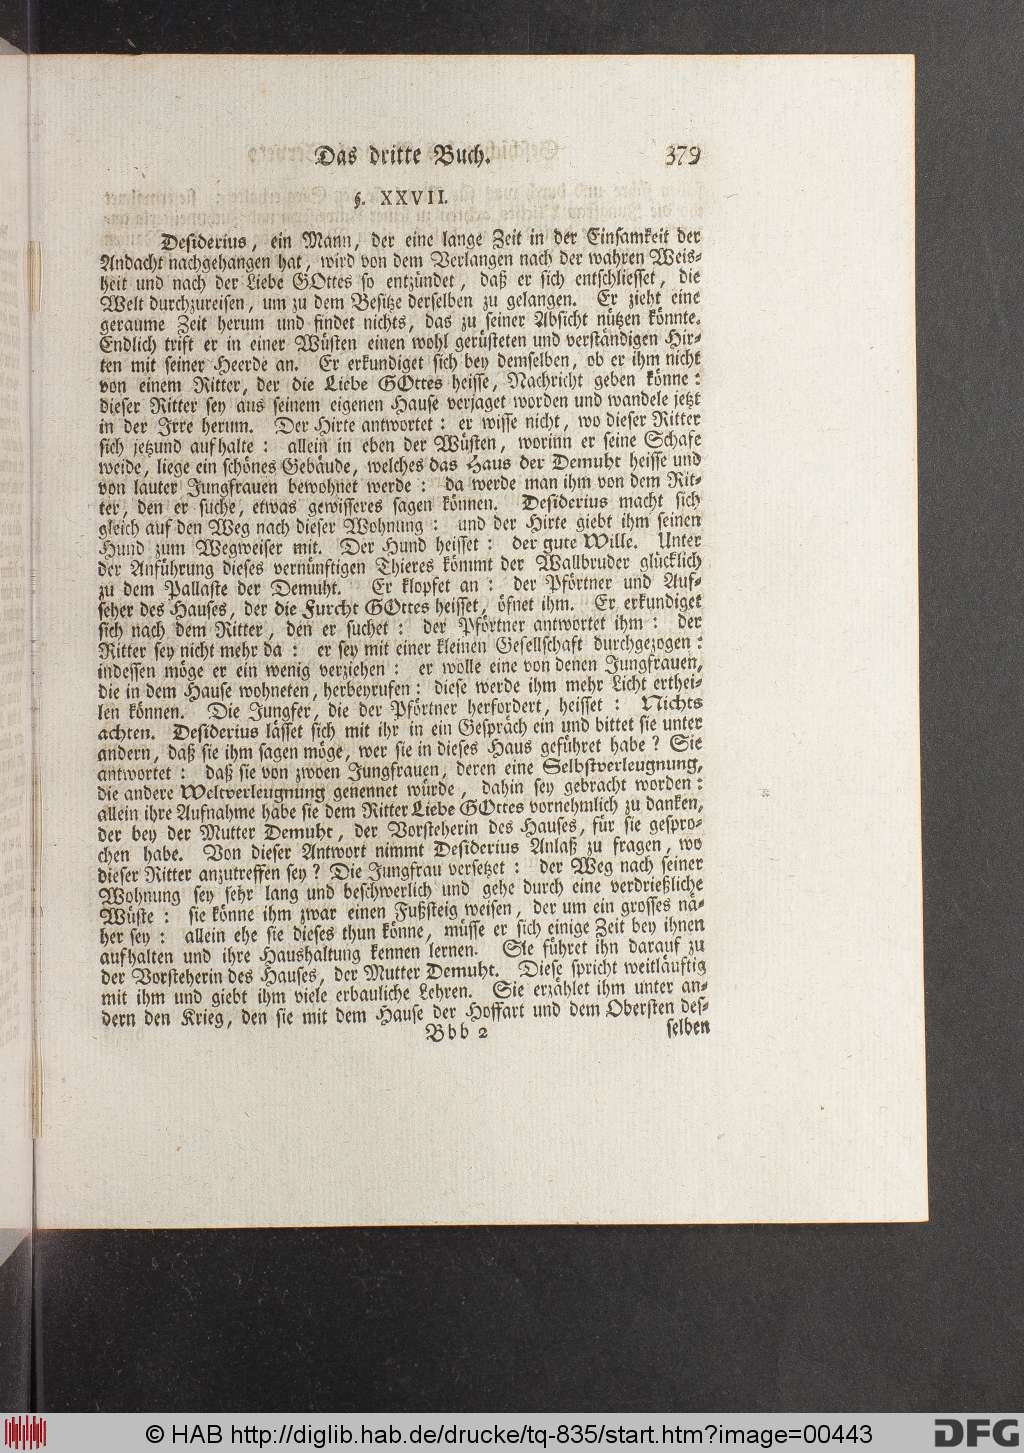 Das dritte Buch. 379
§. XXVII.
Desiderius, ein Mann, der eine lange Zeit in der Einsamkeit der
Andacht nachgehangen hat, wird von dem Verlangen nach der wahren Weis-
heit und nach der Liebe GOttes so entzündet, daß er sich entschliesset, die
Welt durchzureisen, um zu dem Besitze derselben zu gelangen. Er zieht eine
geraume Zeit herum und findet nichts, das zu seiner Absicht nützen könnte.
Endlich trift er in einer Wüsten einen wohl gerüsteten und verständigen Hir-
ten mit seiner Heerde an. Er erkundiget sich bey demselben, ob er ihm nicht
von einem Ritter, der die Liebe GOttes heisse, Nachricht geben könne:
dieser Ritter sey aus seinem eigenen Hause verjaget worden und wandele jetzt
in der Irre herum. Der Hirte antwortet: er wisse nicht, wo dieser Ritter
sich jetzund aufhalte: allein in eben der Wüsten, worinn er seine Schafe
weide, liege ein schönes Gebäude, welches das Haus der Demuht heisse und
von lauter Jungfrauen bewohnet werde: da werde man ihm von dem Rit-
ter, den er suche, etwas gewisseres sagen können. Desiderius macht sich
gleich auf den Weg nach dieser Wohnung: und der Hirte giebt ihm seinen
Hund zum Wegweiser mit. Der Hund heisset: der gute Wille. Unter
der Anführung dieses vernünftigen Thieres kömmt der Wallbruder glücklich
zu dem Pallaste der Demuht. Er klopfet an: der Pförtner und Auf-
seher des Hauses, der die Furcht GOttes heisset, öfnet ihm. Er erkundiget
sich nach dem Ritter, den er suchet: der Pförtner antwortet ihm: der
Ritter sey nicht mehr da: er sey mit einer kleinen Gesellschaft durchgezogen:
indessen möge er ein wenig verziehen: er wolle eine von denen Jungfrauen,
die in dem Hause wohneten, herbeyrufen: diese werde ihm mehr Licht erthei-
len können. Die Jungfer, die der Pförtner herfordert, heisset: Nichts
achten. Desiderius lässet sich mit ihr in ein Gespräch ein und bittet sie unter
andern, daß sie ihm sagen möge, wer sie in dieses Haus geführet habe? Sie
antwortet: daß sie von zwoen Jungfrauen, deren eine Selbstverleugnung,
die andere Weltverleugnung genennet würde, dahin sey gebracht worden:
allein ihre Aufnahme habe sie dem Ritter Liebe GOttes vornehmlich zu danken,
der bey der Mutter Demuht, der Vorsteherin des Hauses, für sie gespro-
chen habe. Von dieser Antwort nimmt Desiderius Anlaß zu fragen, wo
dieser Ritter anzutreffen sey? Die Jungfrau versetzet: der Weg nach seiner
Wohnung sey sehr lang und beschwerlich und gehe durch eine verdrießliche
Wüste: sie könne ihm zwar einen Fußsteig weisen, der um ein grosses nä-
her sey: allein ehe sie dieses thun könne, müsse er sich einige Zeit bey ihnen
aufhalten und ihre Haushaltung kennen lernen. Sie führet ihn darauf zu
der Vorsteherin des Hauses, der Mutter Demuht. Diese spricht weitläuftig
mit ihm und giebt ihm viele erbauliche Lehren. Sie erzählet ihm unter an-
dern den Krieg, den sie mit dem Hause der Hoffart und dem Obersten des-
Bbb 2 selben
© HAB http://diglib.hab.de/drucke/tq-835/start.htm?image=00443
DFG